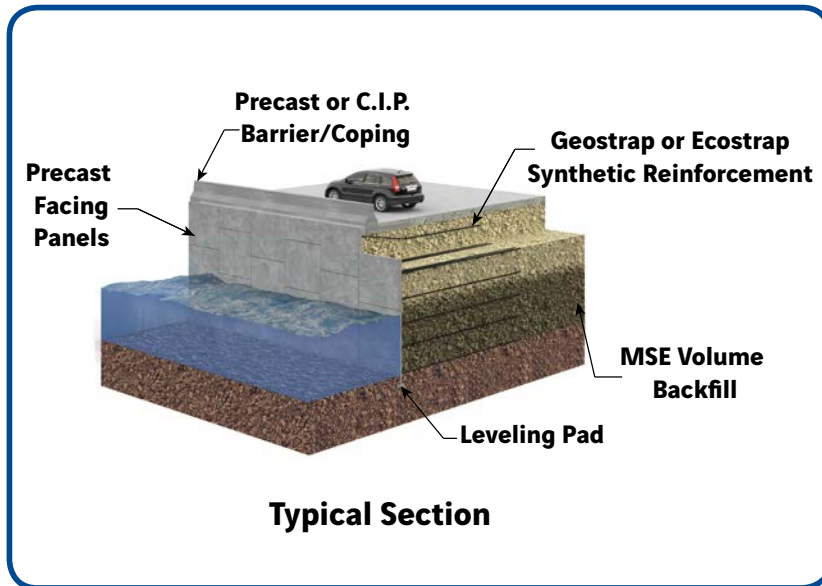 Precast or C.I.P.
Barrier/Coping
Geostrap or Ecostrap
Synthetic Reinforcement
Precast
Facing
Panels
MSE Volume
Backfill
Leveling Pad
Typical Section